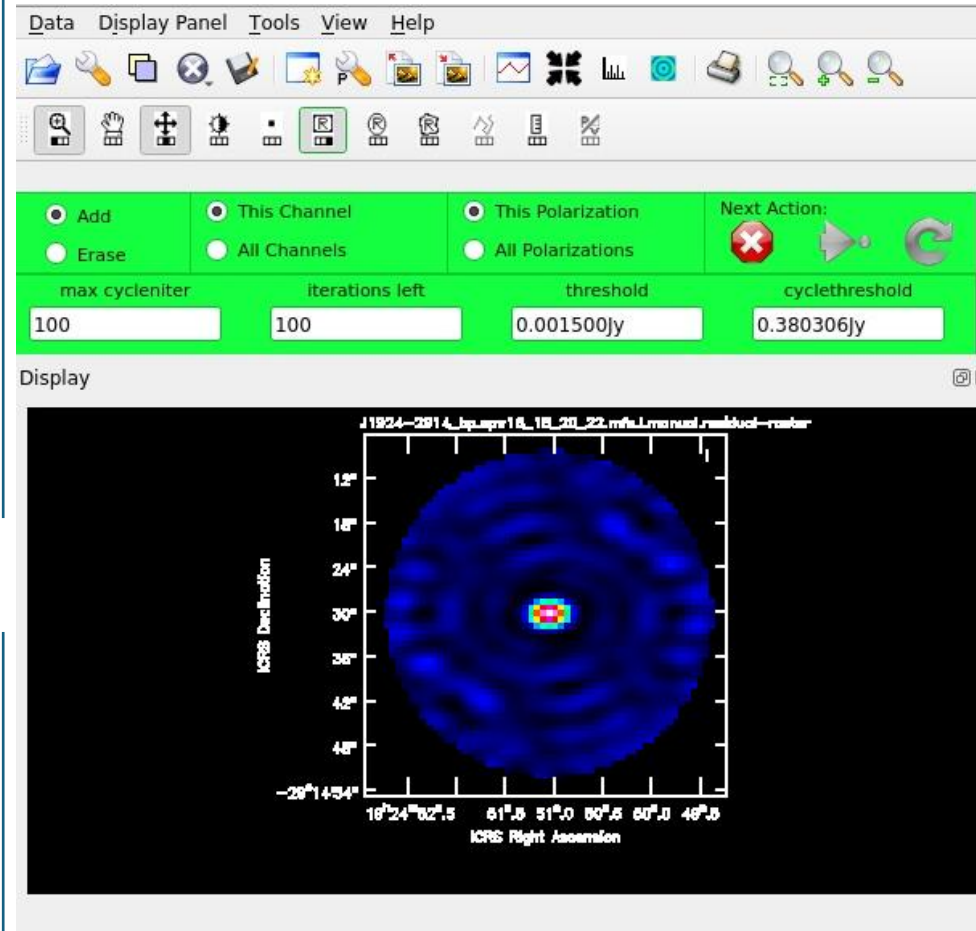 Data Display Panel Tools View Help
P
R R R P/V
Add This Channel This Polarization Next Action:
Erase All Channels All Polarizations
max cycleniter iterations left threshold cyclethreshold
100 100 0.001500Jy 0.380306Jy
Display
12"
18"
24"
30"
36"
42"
48"
-29°14'54"
ICRS Declination
51ˢ.0
ICRS Right Ascension